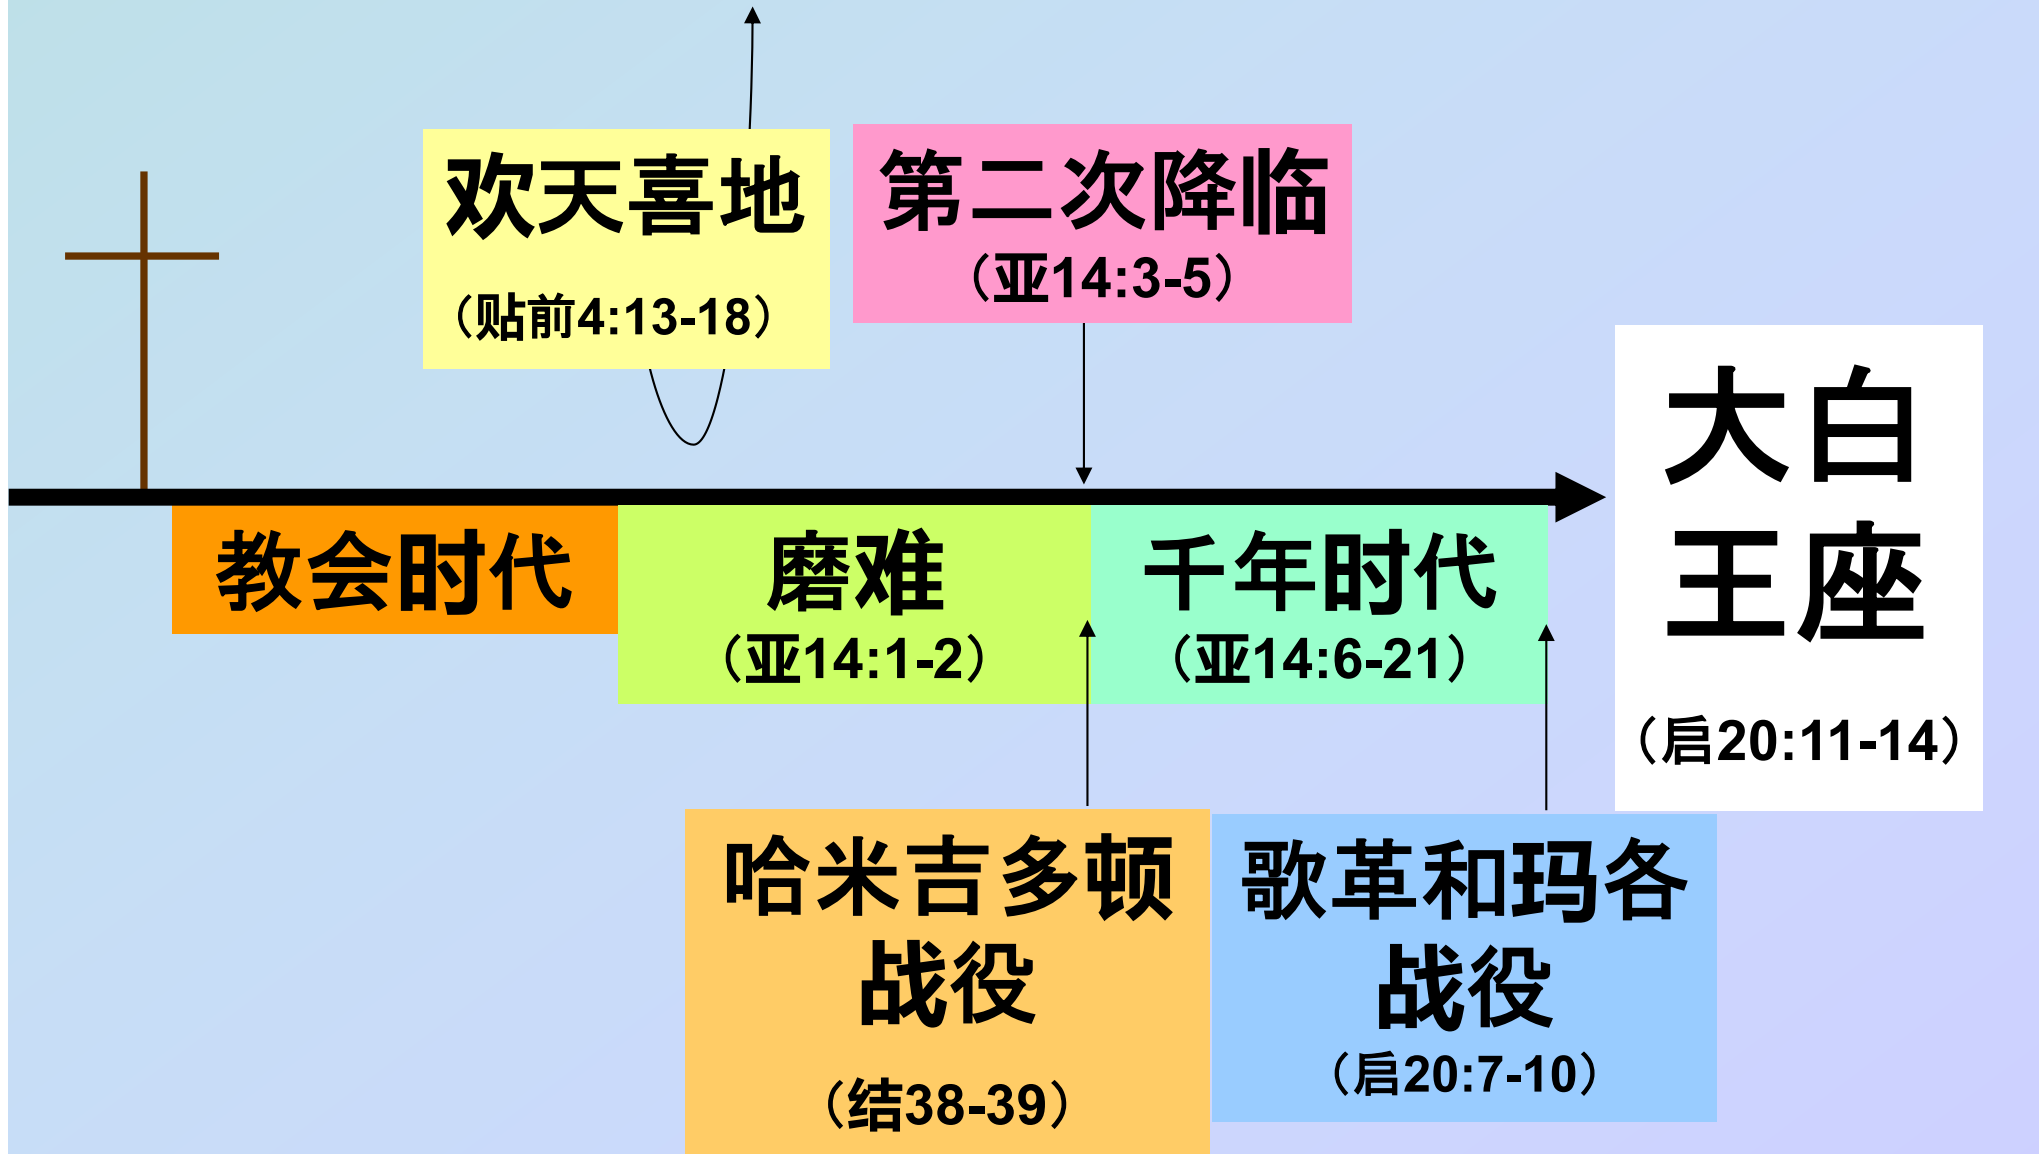 欢天喜地
（贴前4:13-18）
第二次降临
（亚14:3-5）
大白
王座
（启20:11-14）
教会时代
磨难
（亚14:1-2）
千年时代
（亚14:6-21）
哈米吉多顿
战役
（结38-39）
歌革和玛各
战役
（启20:7-10）